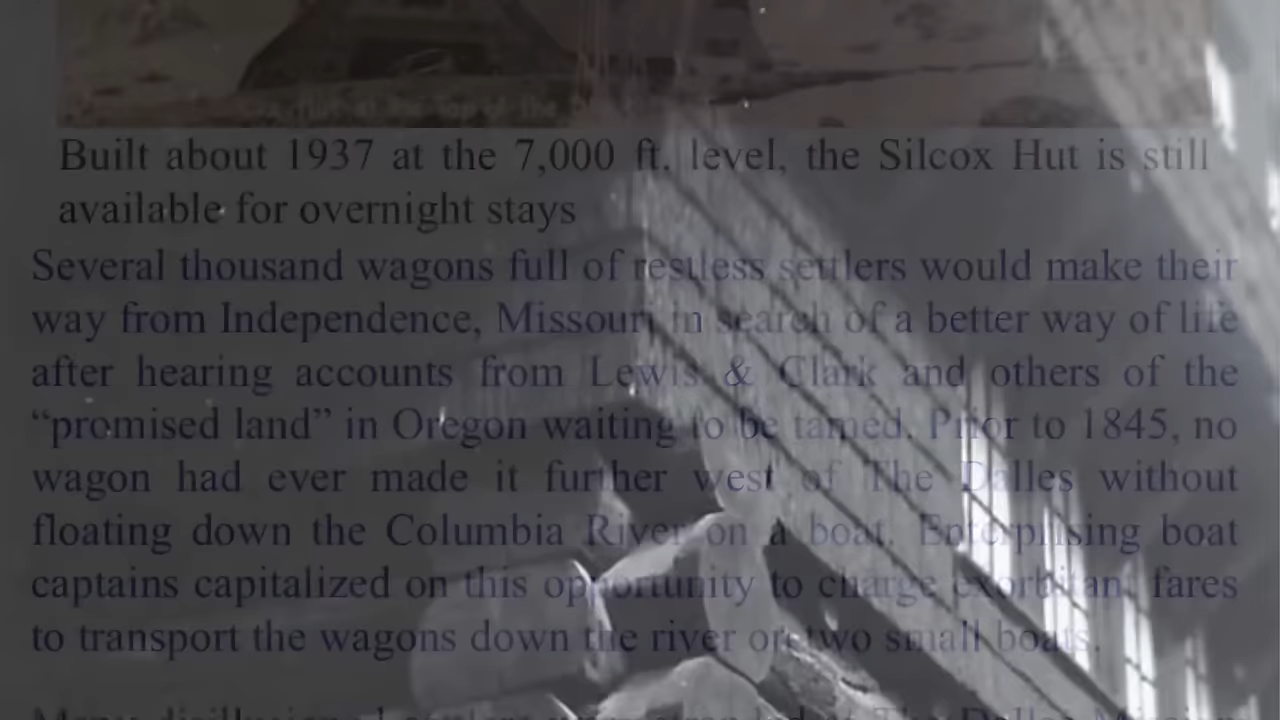 at the Top of the
Built about 1937 at the 7,000 ft. level, the Silcox Hut is still
available for overnight stays
Several thousand wagons full of restless settlers would make their
way from Independence, Missouri in search of a better way of life
after hearing accounts from Lewis & Clark and others of the
“promised land” in Oregon waiting to be tamed. Prior to 1845, no
wagon had ever made it further west of The Dalles without
floating down the Columbia River on a boat. Enterprising boat
captains capitalized on this opportunity to charge exorbitant fares
to transport the wagons down the river on two small boats.